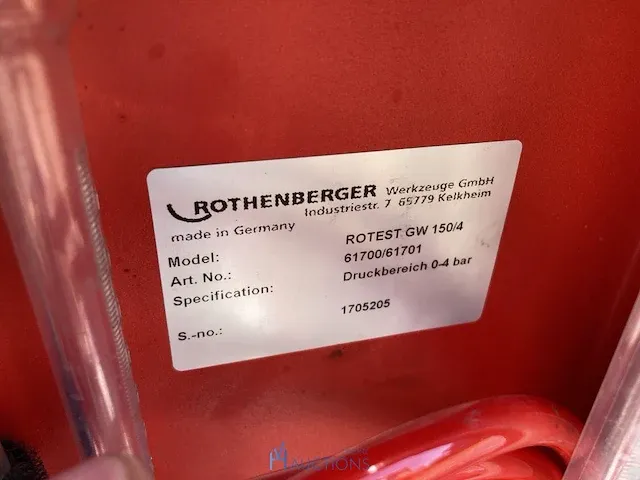 ROTHENBERGER Werkzeuge GmbH
Industriestr. 7 65779 Kelkheim
made in Germany
Model: ROTEST GW 150/4
Art. No.: 61700/61701
Specification: Druckbereich 0-4 bar
S.-no.: 1705205
AUCTIONS